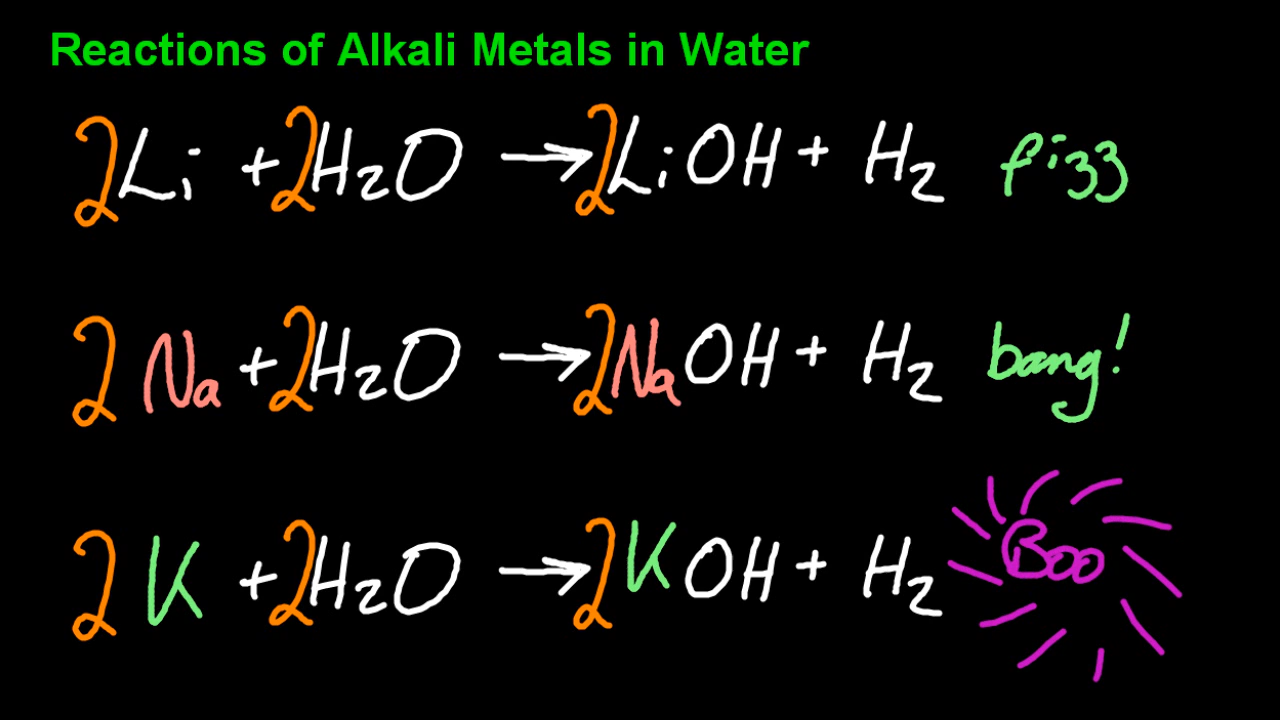 Reactions of Alkali Metals in Water
2Li + 2H₂O → 2LiOH + H₂ fizz
2Na + 2H₂O → 2NaOH + H₂ bang!
2K + 2H₂O → 2KOH + H₂ Boo